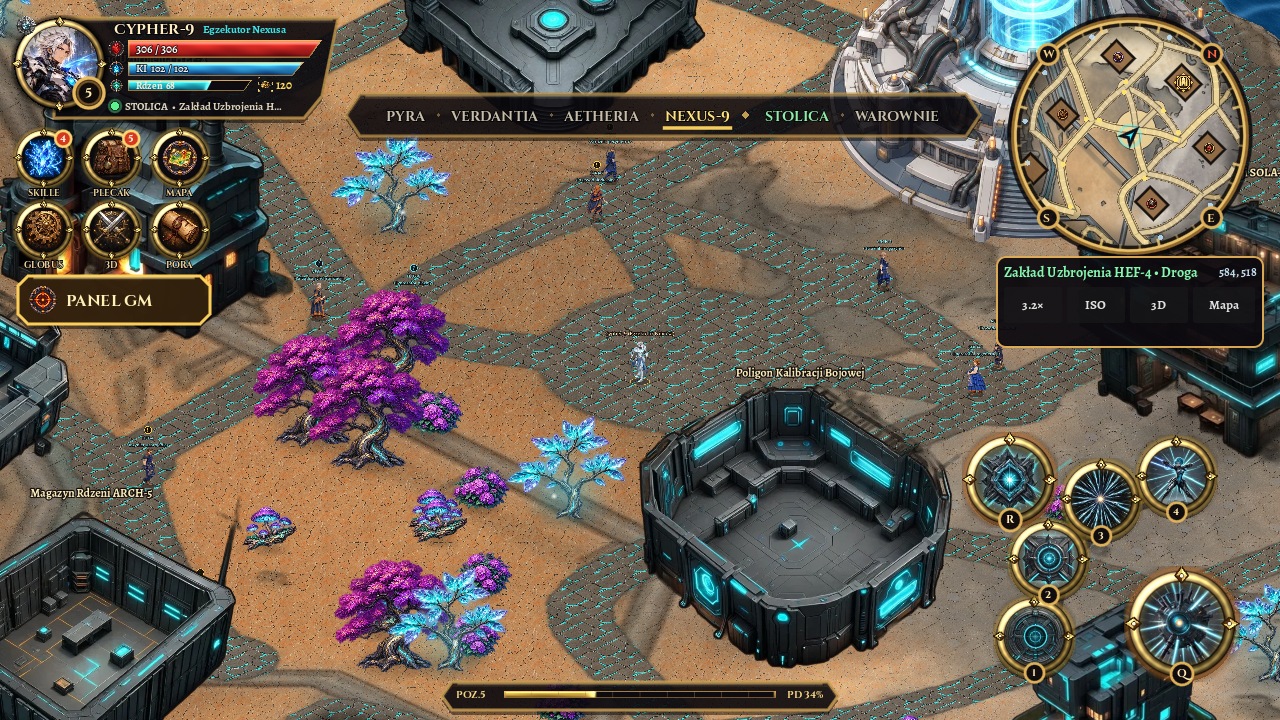 CYPHER-9 Egzekutor Nexusa
306 / 306
KI 102 / 102
Rdzeń 68
120
5
STOLICA • Zakład Uzbrojenia H...
PYRA • VERDANTIA • AETHERIA • NEXUS-9 ◆ STOLICA • WAROWNIE
W
N
S
E
4
5
SKILLE
PLECAK
MAPA
GLOBUS
3D
PORA
PANEL GM
SOLA-
Zakład Uzbrojenia HEF-4 • Droga 584,518
3.2×
ISO
3D
Mapa
Poligon Kalibracji Bojowej
Magazyn Rdzeni ARCH-5
R
3
4
2
1
Q
POZ.5
PD 34%